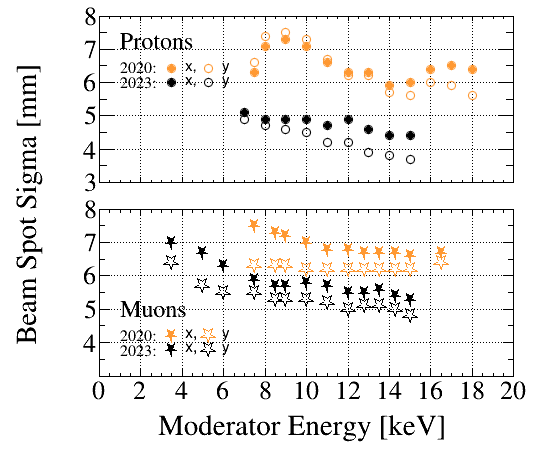 8
7
6
5
4
3
Protons
2020: x, y
2023: x, y
Beam Spot Sigma [mm]
8
7
6
5
4
Muons
2020: x, y
2023: x, y
0 2 4 6 8 10 12 14 16 18 20
Moderator Energy [keV]